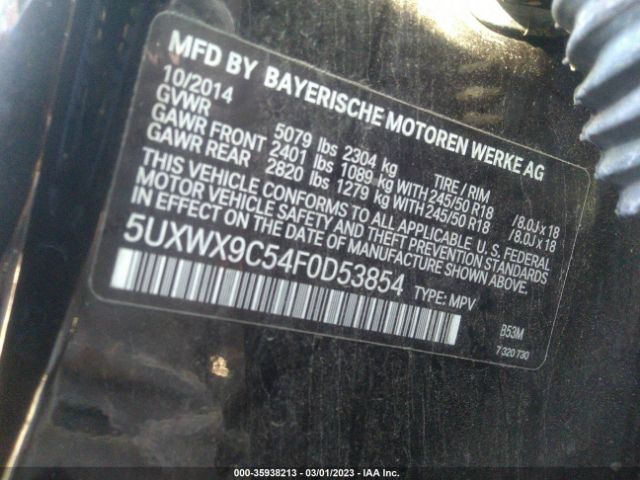 MFD BY BAYERISCHE MOTOREN WERKE AG
10/2014
GVWR 5079 lbs 2304 kg TIRE / RIM
GAWR FRONT 2401 lbs 1089 kg WITH 245/50 R18 /8.0J x 18
GAWR REAR 2820 lbs 1279 kg WITH 245/50 R18 /8.0J x 18
THIS VEHICLE CONFORMS TO ALL APPLICABLE U.S. FEDERAL
MOTOR VEHICLE SAFETY AND THEFT PREVENTION STANDARDS
IN EFFECT ON THE DATE OF MANUFACTURE SHOWN ABOVE.
5UXWX9C54F0D53854 TYPE: MPV
B53M
7 320 730
000-35938213 - 03/01/2023 - IAA Inc.